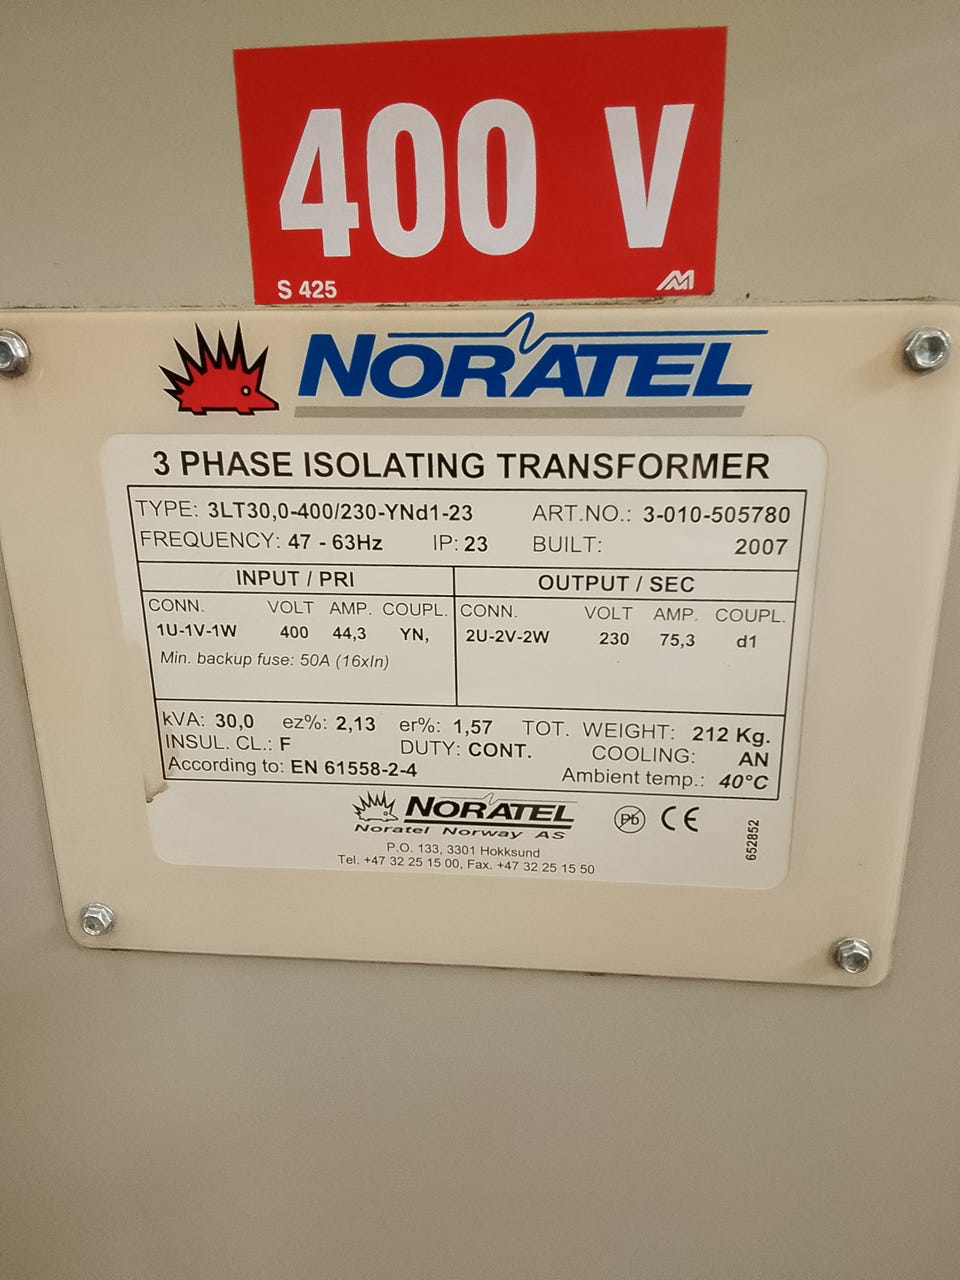 400 V
S 425
NORATEL
3 PHASE ISOLATING TRANSFORMER
TYPE: 3LT30,0-400/230-YNd1-23 ART.NO.: 3-010-505780
FREQUENCY: 47 - 63Hz IP: 23 BUILT: 2007
INPUT / PRI OUTPUT / SEC
CONN. VOLT AMP. COUPL. CONN. VOLT AMP. COUPL.
1U-1V-1W 400 44,3 YN, 2U-2V-2W 230 75,3 d1
Min. backup fuse: 50A (16xIn)
kVA: 30,0 ez%: 2,13 er%: 1,57 TOT. WEIGHT: 212 Kg.
INSUL. CL.: F DUTY: CONT. COOLING: AN
According to: EN 61558-2-4 Ambient temp.: 40°C
NORATEL Pb CE
Noratel Norway AS
P.O. 133, 3301 Hokksund
Tel. +47 32 25 15 00, Fax. +47 32 25 15 50
652852